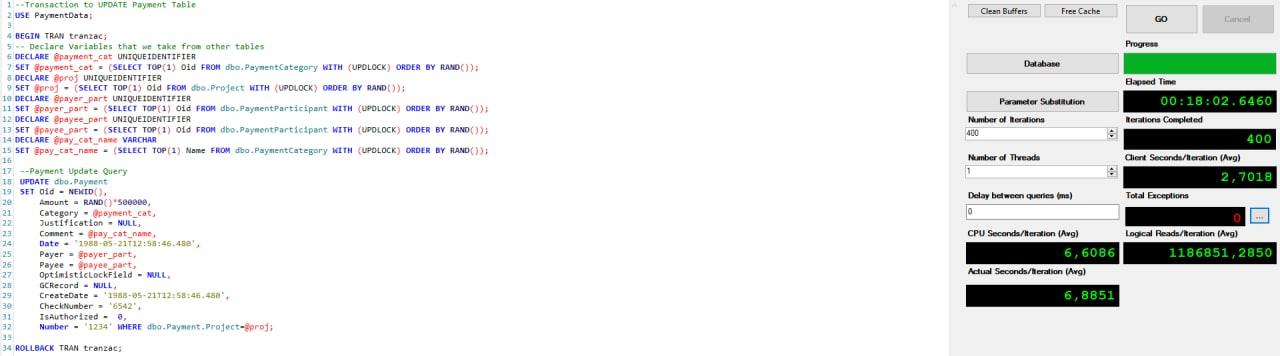 1 --Transaction to UPDATE Payment Table
2 USE PaymentData;
3
4 BEGIN TRAN tranzac;
5 -- Declare Variables that we take from other tables
6 DECLARE @payment_cat UNIQUEIDENTIFIER
7 SET @payment_cat = (SELECT TOP(1) Oid FROM dbo.PaymentCategory WITH (UPDLOCK) ORDER BY RAND());
8 DECLARE @proj UNIQUEIDENTIFIER
9 SET @proj = (SELECT TOP(1) Oid FROM dbo.Project WITH (UPDLOCK) ORDER BY RAND());
10 DECLARE @payer_part UNIQUEIDENTIFIER
11 SET @payer_part = (SELECT TOP(1) Oid FROM dbo.PaymentParticipant WITH (UPDLOCK) ORDER BY RAND());
12 DECLARE @payee_part UNIQUEIDENTIFIER
13 SET @payee_part = (SELECT TOP(1) Oid FROM dbo.PaymentParticipant WITH (UPDLOCK) ORDER BY RAND());
14 DECLARE @pay_cat_name VARCHAR
15 SET @pay_cat_name = (SELECT TOP(1) Name FROM dbo.PaymentCategory WITH (UPDLOCK) ORDER BY RAND());
16
17 --Payment Update Query
18 UPDATE dbo.Payment
19 SET Oid = NEWID(),
20 Amount = RAND()*500000,
21 Category = @payment_cat,
22 Justification = NULL,
23 Comment = @pay_cat_name,
24 Date = '1988-05-21T12:58:46.480',
25 Payer = @payer_part,
26 Payee = @payee_part,
27 OptimisticLockField = NULL,
28 GCRecord = NULL,
29 CreateDate = '1988-05-21T12:58:46.480',
30 CheckNumber = '6542',
31 IsAuthorized = 0,
32 Number = '1234' WHERE dbo.Payment.Project=@proj;
33
34 ROLLBACK TRAN tranzac;
Clean Buffers
Free Cache
GO
Cancel
Progress
Database
Elapsed Time
00:18:02.6460
Parameter Substitution
Number of Iterations
400
Iterations Completed
400
Number of Threads
1
Client Seconds/Iteration (Avg)
2,7018
Delay between queries (ms)
0
Total Exceptions
0
...
CPU Seconds/Iteration (Avg)
6,6086
Logical Reads/Iteration (Avg)
1186851,2850
Actual Seconds/Iteration (Avg)
6,8851